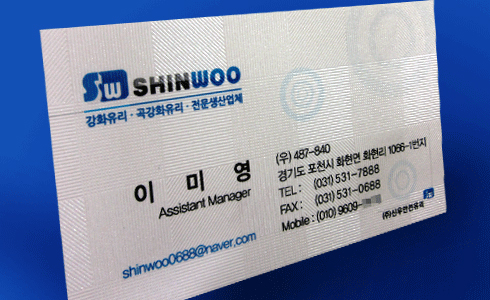 SW SHINWOO
강화유리 · 곡강화유리 · 전문생산업체
이 미 영
Assistant Manager
shinwoo0688@naver.com
(우) 487-840
경기도 포천시 화현면 화현리 1066-1번지
TEL : (031) 531-7888
FAX : (031) 531-0688
Mobile : (010) 9609-
(주)신우안전유리